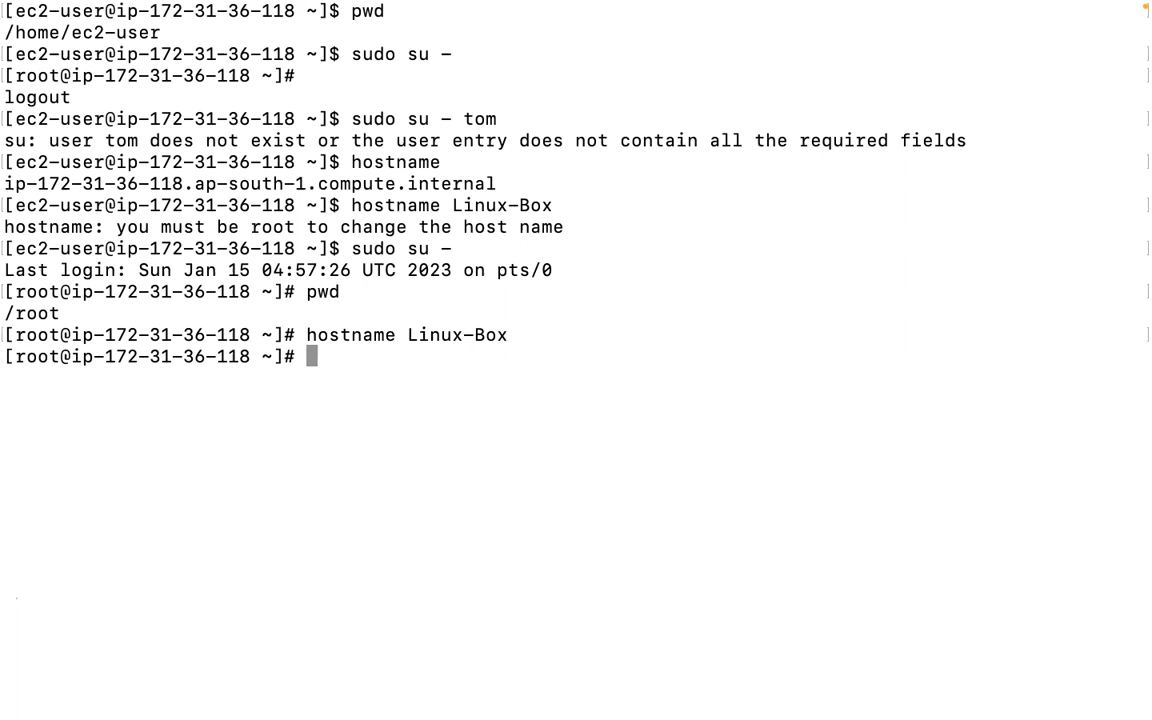 [ec2-user@ip-172-31-36-118 ~]$ pwd
/home/ec2-user
[ec2-user@ip-172-31-36-118 ~]$ sudo su -
[root@ip-172-31-36-118 ~]#
logout
[ec2-user@ip-172-31-36-118 ~]$ sudo su - tom
su: user tom does not exist or the user entry does not contain all the required fields
[ec2-user@ip-172-31-36-118 ~]$ hostname
ip-172-31-36-118.ap-south-1.compute.internal
[ec2-user@ip-172-31-36-118 ~]$ hostname Linux-Box
hostname: you must be root to change the host name
[ec2-user@ip-172-31-36-118 ~]$ sudo su -
Last login: Sun Jan 15 04:57:26 UTC 2023 on pts/0
[root@ip-172-31-36-118 ~]# pwd
/root
[root@ip-172-31-36-118 ~]# hostname Linux-Box
[root@ip-172-31-36-118 ~]#